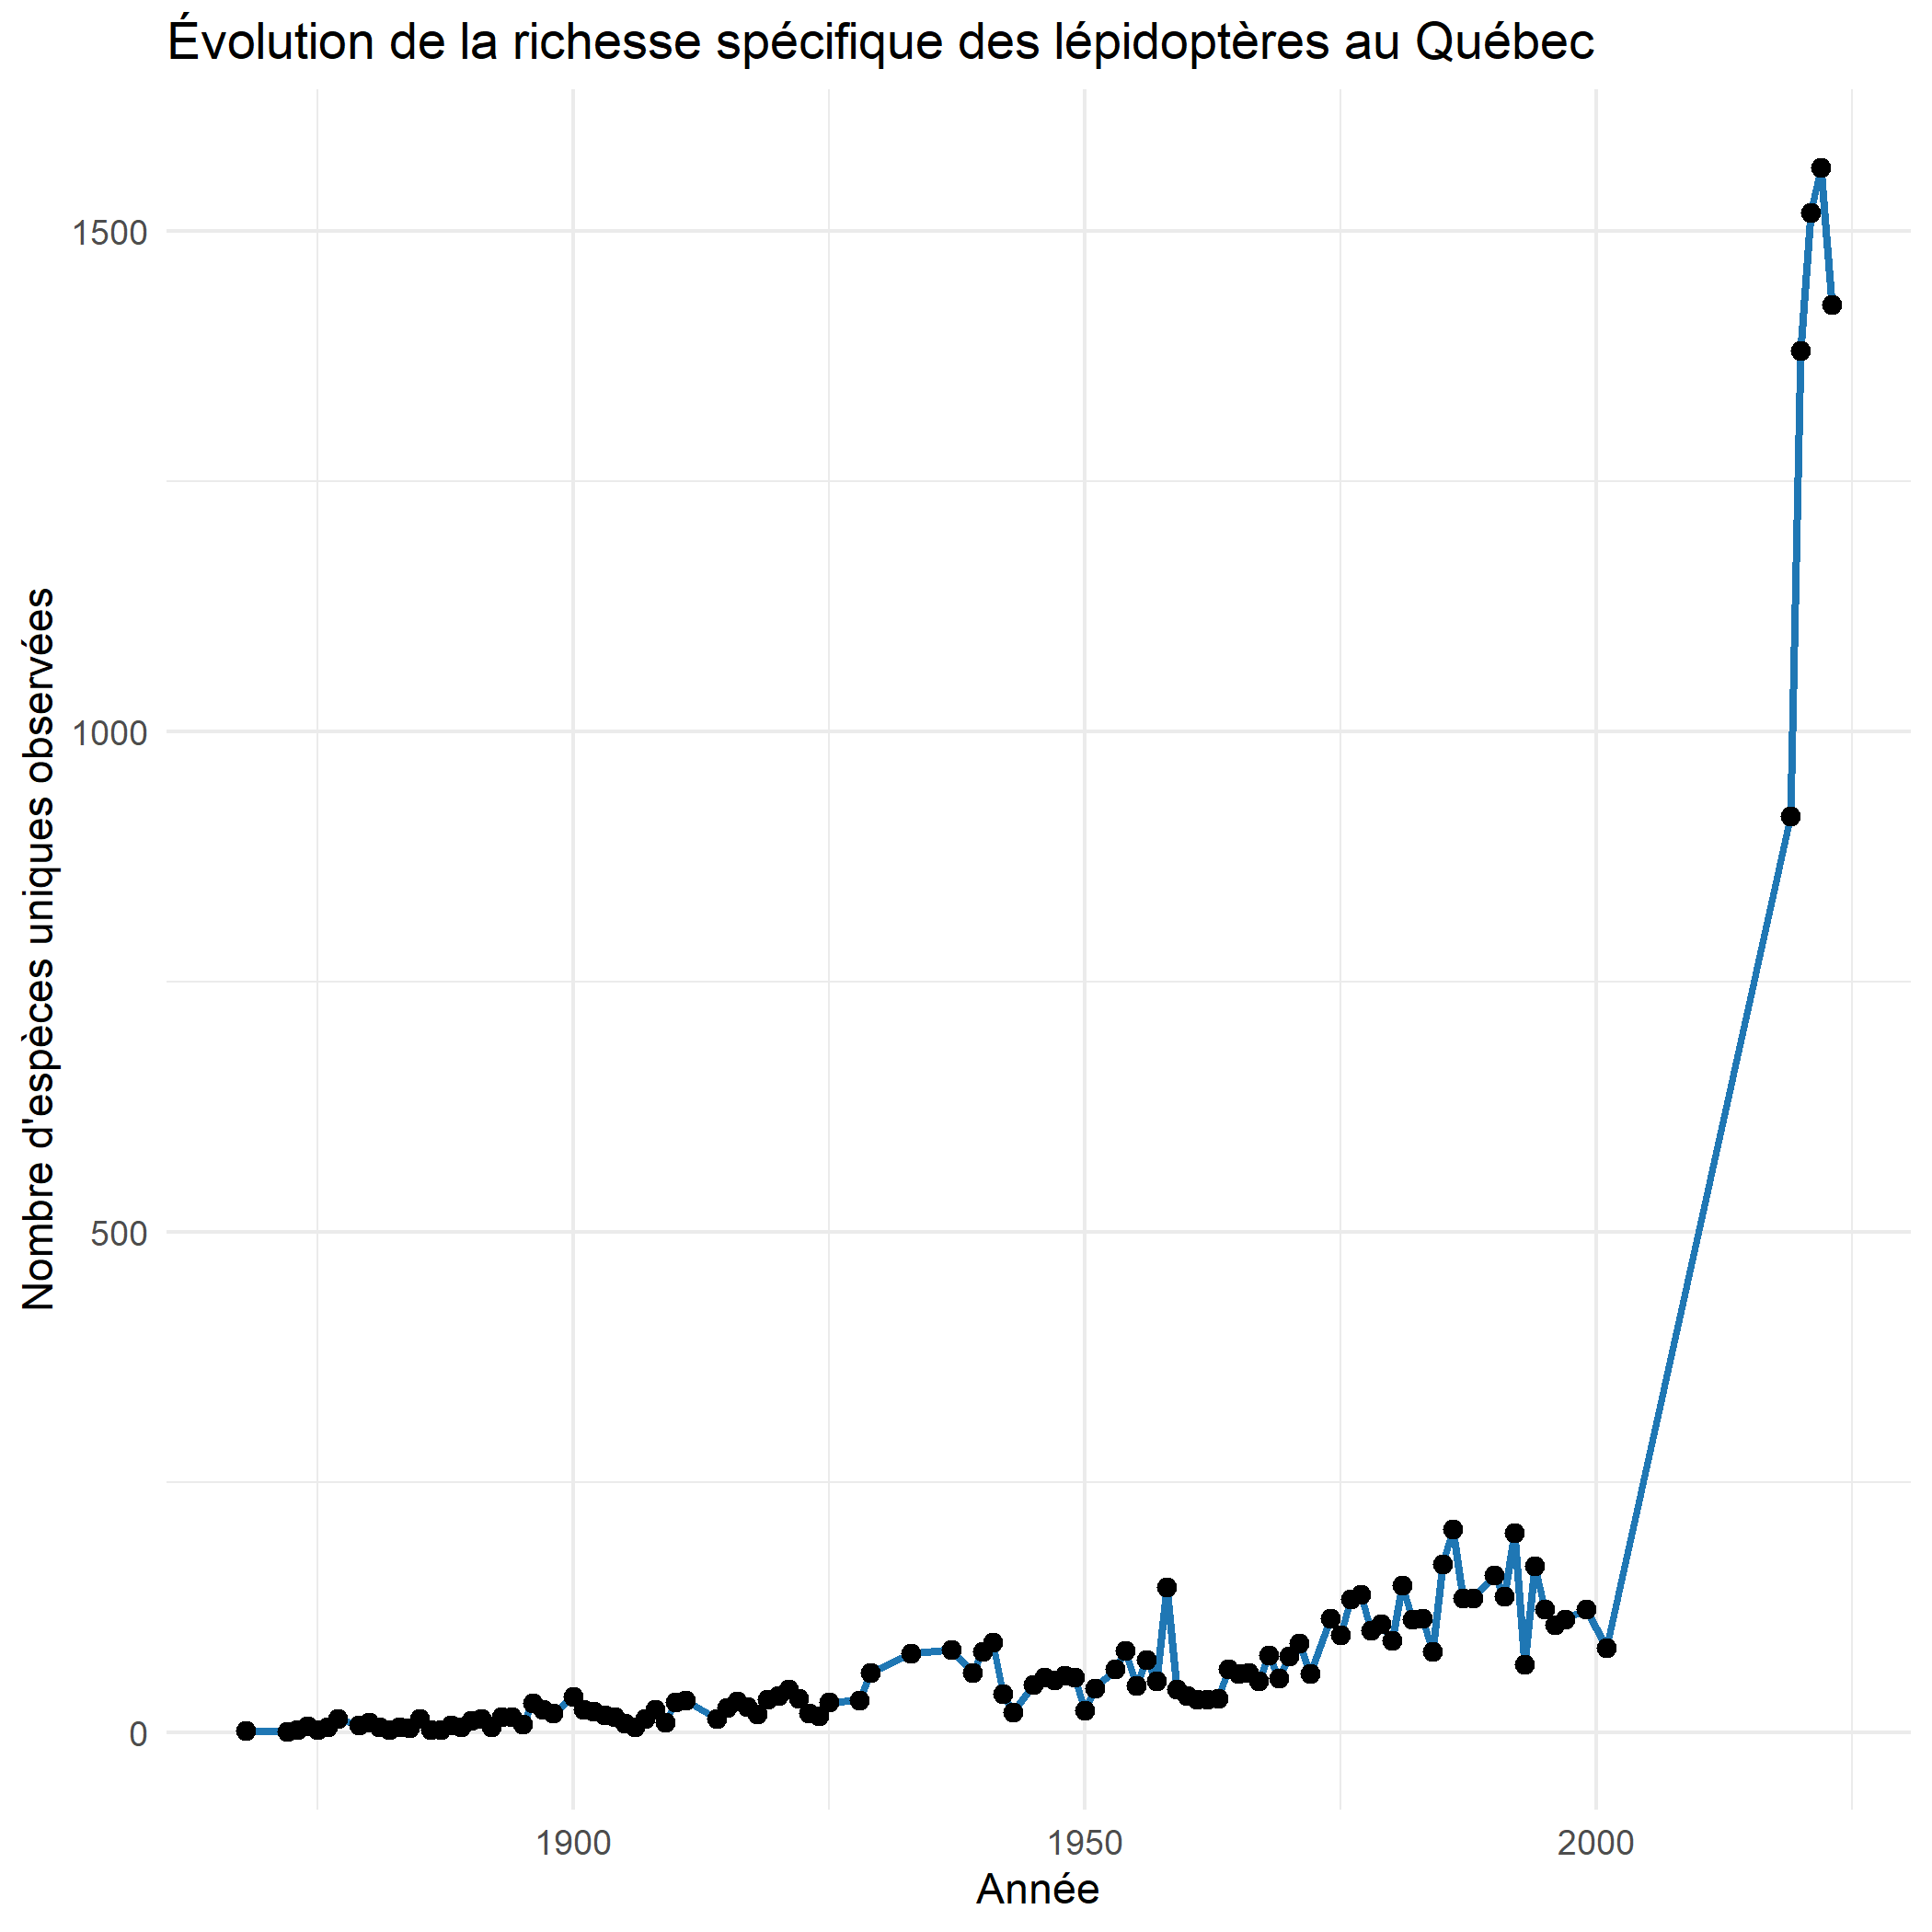 Évolution de la richesse spécifique des lépidoptères au Québec
Nombre d'espèces uniques observées
1500
1000
500
0
1900
1950
2000
Année